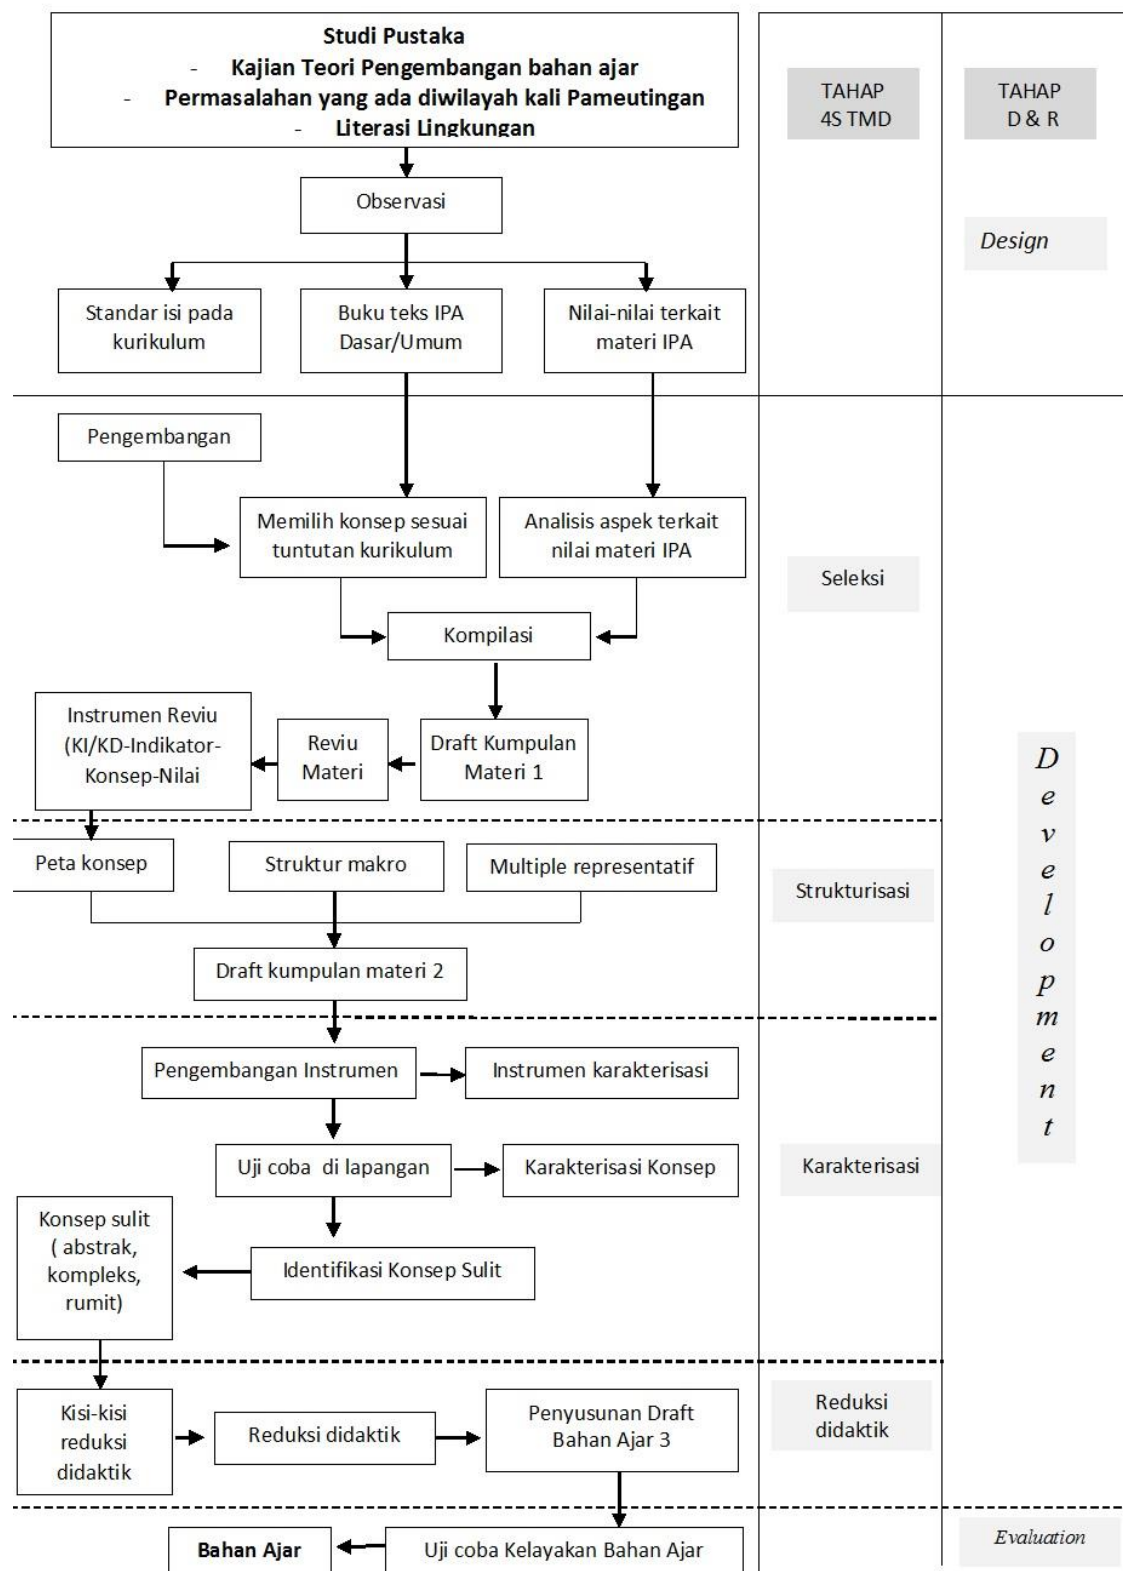 Studi Pustaka
- Kajian Teori Pengembangan bahan ajar
- Permasalahan yang ada diwilayah kali Pameutingan
- Literasi Lingkungan
TAHAP
4S TMD
TAHAP
D & R
Observasi
Design
Standar isi pada
kurikulum
Buku teks IPA
Dasar/Umum
Nilai-nilai terkait
materi IPA
Pengembangan
Memilih konsep sesuai
tuntutan kurikulum
Analisis aspek terkait
nilai materi IPA
Seleksi
Kompilasi
Instrumen Reviu
(KI/KD-Indikator-
Konsep-Nilai
Reviu
Materi
Draft Kumpulan
Materi 1
D
e
v
e
l
o
p
m
e
n
t
Peta konsep
Struktur makro
Multiple representatif
Strukturisasi
Draft kumpulan materi 2
Pengembangan Instrumen
Instrumen karakterisasi
Uji coba di lapangan
Karakterisasi Konsep
Karakterisasi
Konsep sulit
( abstrak,
kompleks,
rumit)
Identifikasi Konsep Sulit
Kisi-kisi
reduksi
didaktik
Reduksi didaktik
Penyusunan Draft
Bahan Ajar 3
Reduksi
didaktik
Bahan Ajar
Uji coba Kelayakan Bahan Ajar
Evaluation